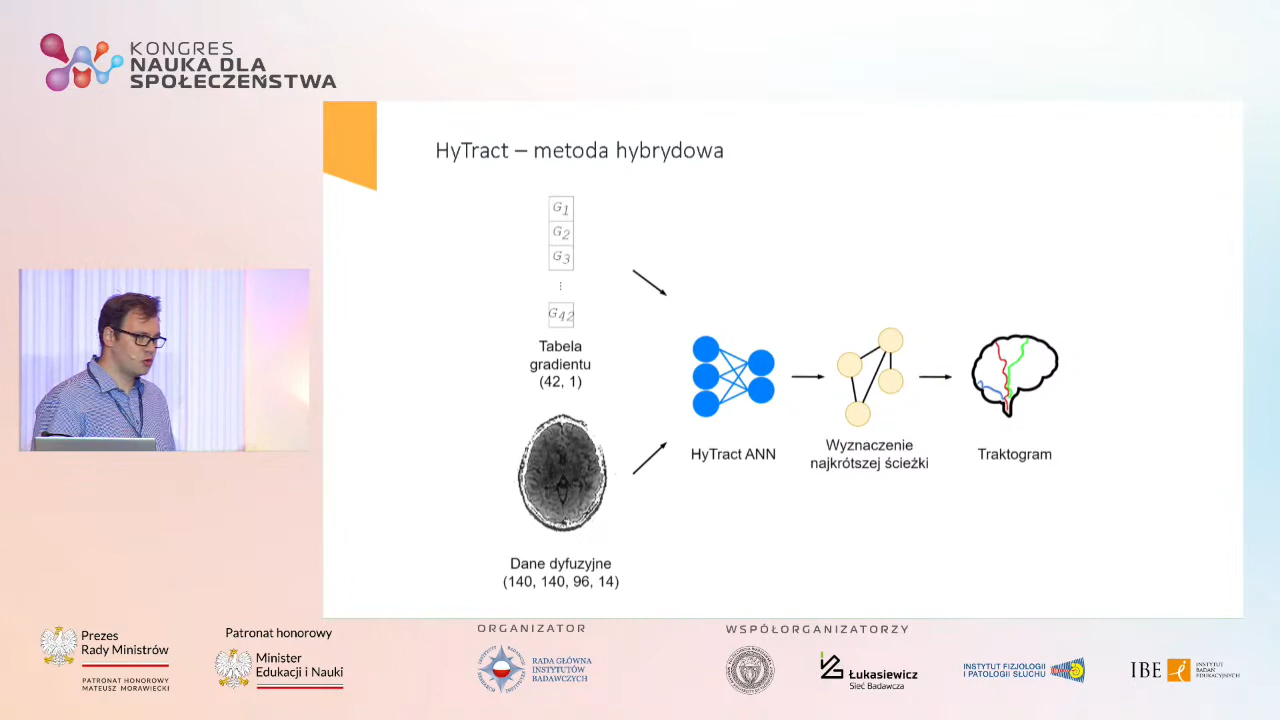 KONGRES
NAUKA DLA
SPOŁECZEŃSTWA
HyTract – metoda hybrydowa
G1
G2
G3
⋮
G42
Tabela
gradientu
(42, 1)
HyTract ANN
Wyznaczenie
najkrótszej ścieżki
Traktogram
Dane dyfuzyjne
(140, 140, 96, 14)
Prezes
Rady Ministrów
PATRONAT HONOROWY
MATEUSZ MORAWIECKI
Patronat honorowy
Minister
Edukacji i Nauki
ORGANIZATOR
RADA GŁÓWNA
INSTYTUTÓW
BADAWCZYCH
WSPÓŁORGANIZATORZY
Łukasiewicz
Sieć Badawcza
INSTYTUT FIZJOLOGII
I PATOLOGII SŁUCHU
IBE
INSTYTUT
BADAŃ
EDUKACYJNYCH